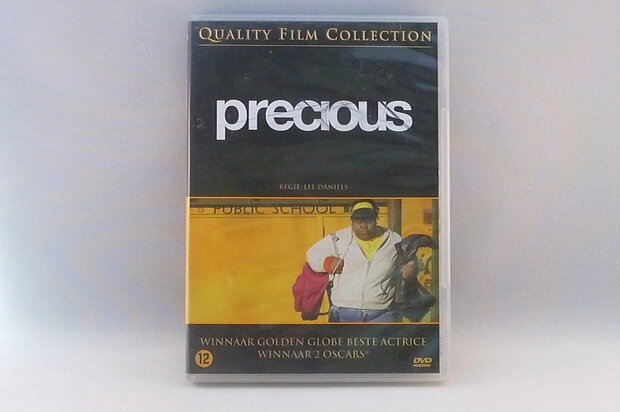 QUALITY FILM COLLECTION
precious
REGIE: LEE DANIELS
PUBLIC SCHOOL
WINNAAR GOLDEN GLOBE BESTE ACTRICE
WINNAAR 2 OSCARS®
12
DVD